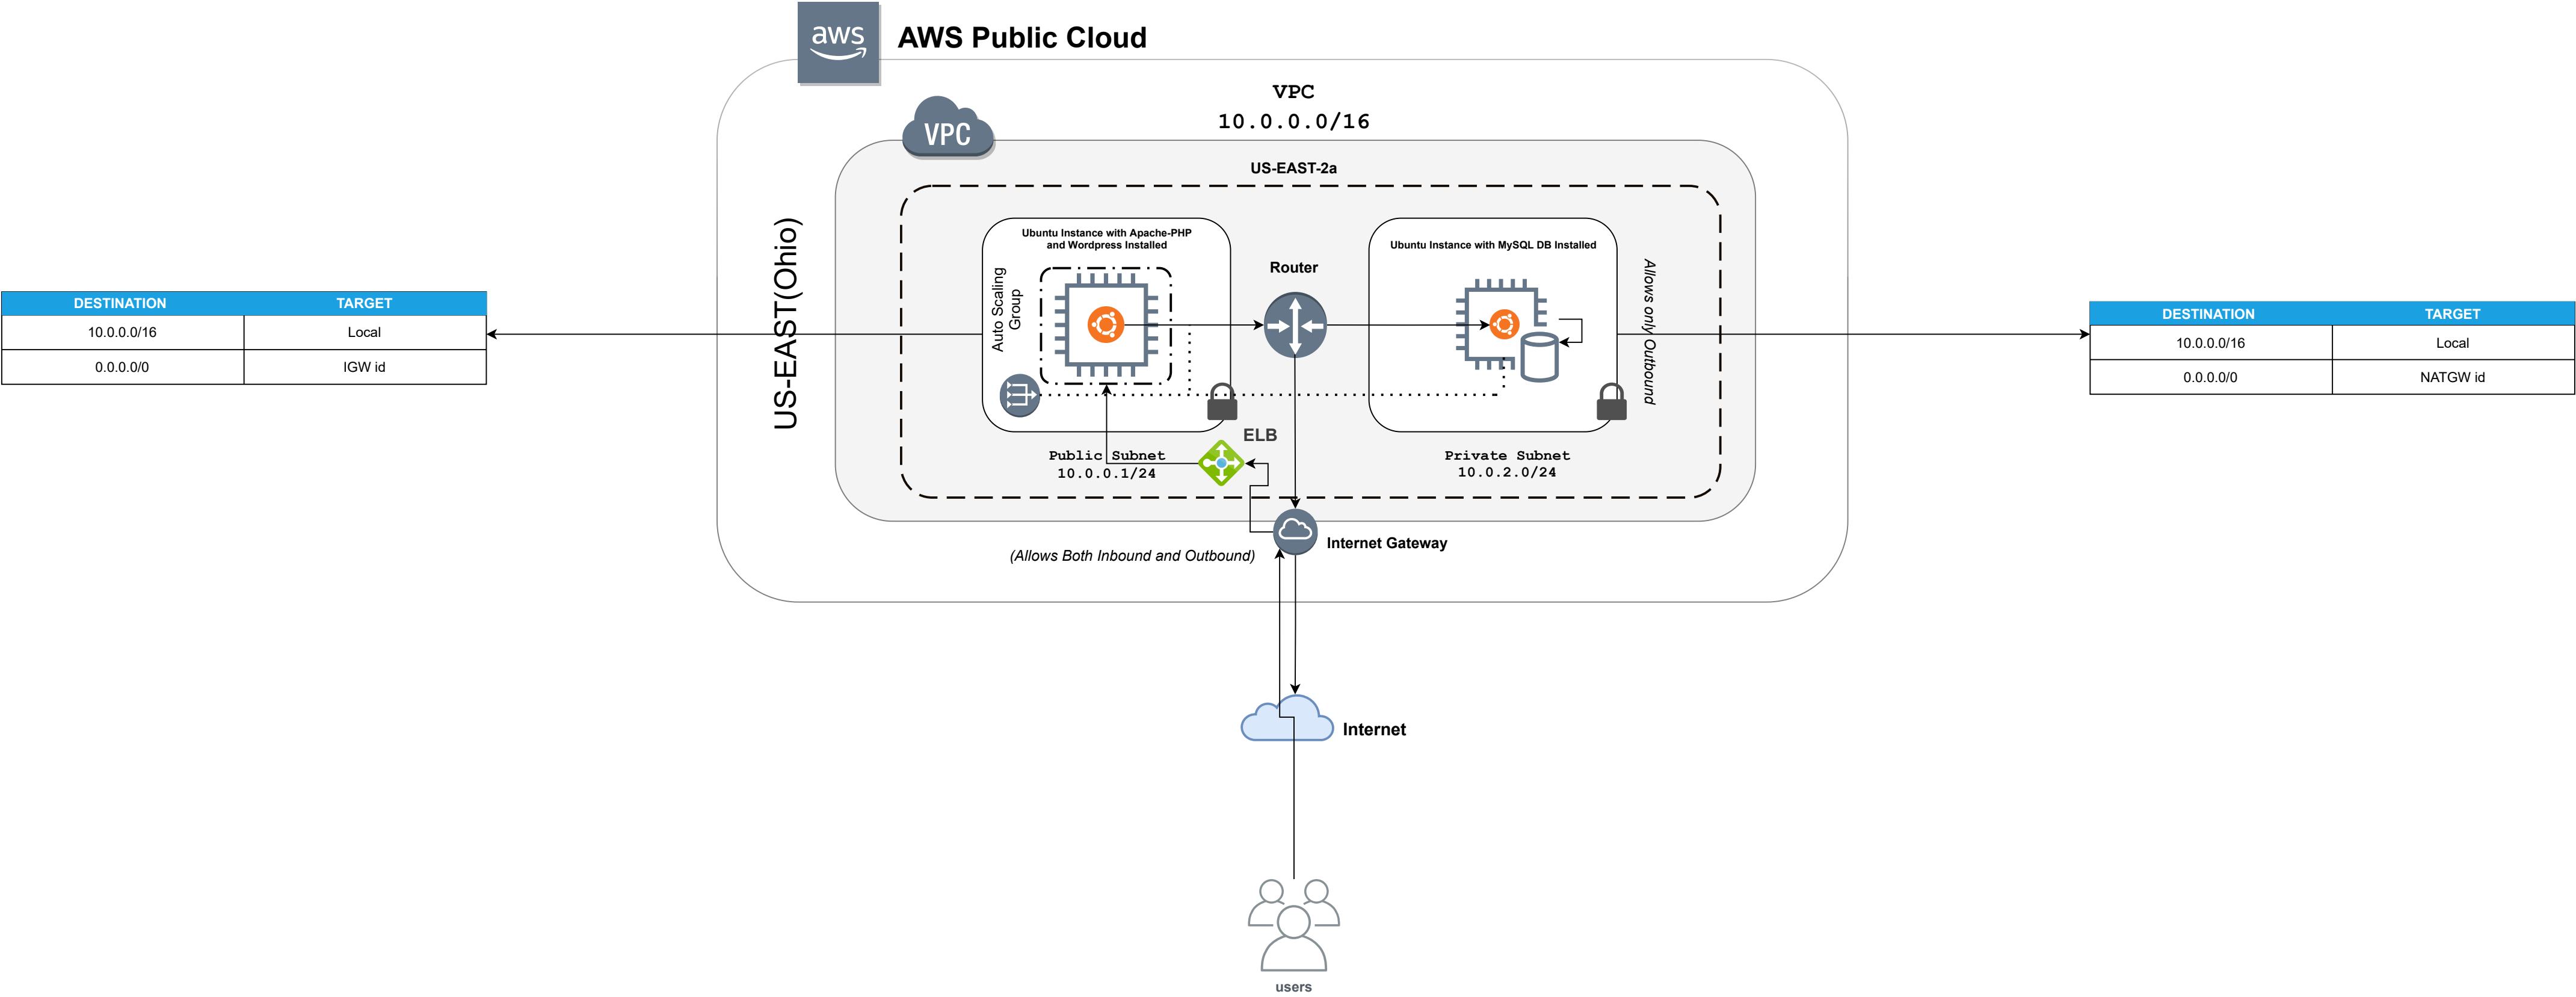 aws
AWS Public Cloud
VPC
10.0.0.0/16
VPC
US-EAST-2a
US-EAST(Ohio)
Ubuntu Instance with Apache-PHP
and Wordpress Installed
Auto Scaling
Group
Router
Ubuntu Instance with MySQL DB Installed
Allows only Outbound
DESTINATION TARGET
10.0.0.0/16 Local
0.0.0.0/0 IGW id
DESTINATION TARGET
10.0.0.0/16 Local
0.0.0.0/0 NATGW id
ELB
Public Subnet
10.0.0.1/24
Private Subnet
10.0.2.0/24
Internet Gateway
(Allows Both Inbound and Outbound)
Internet
users